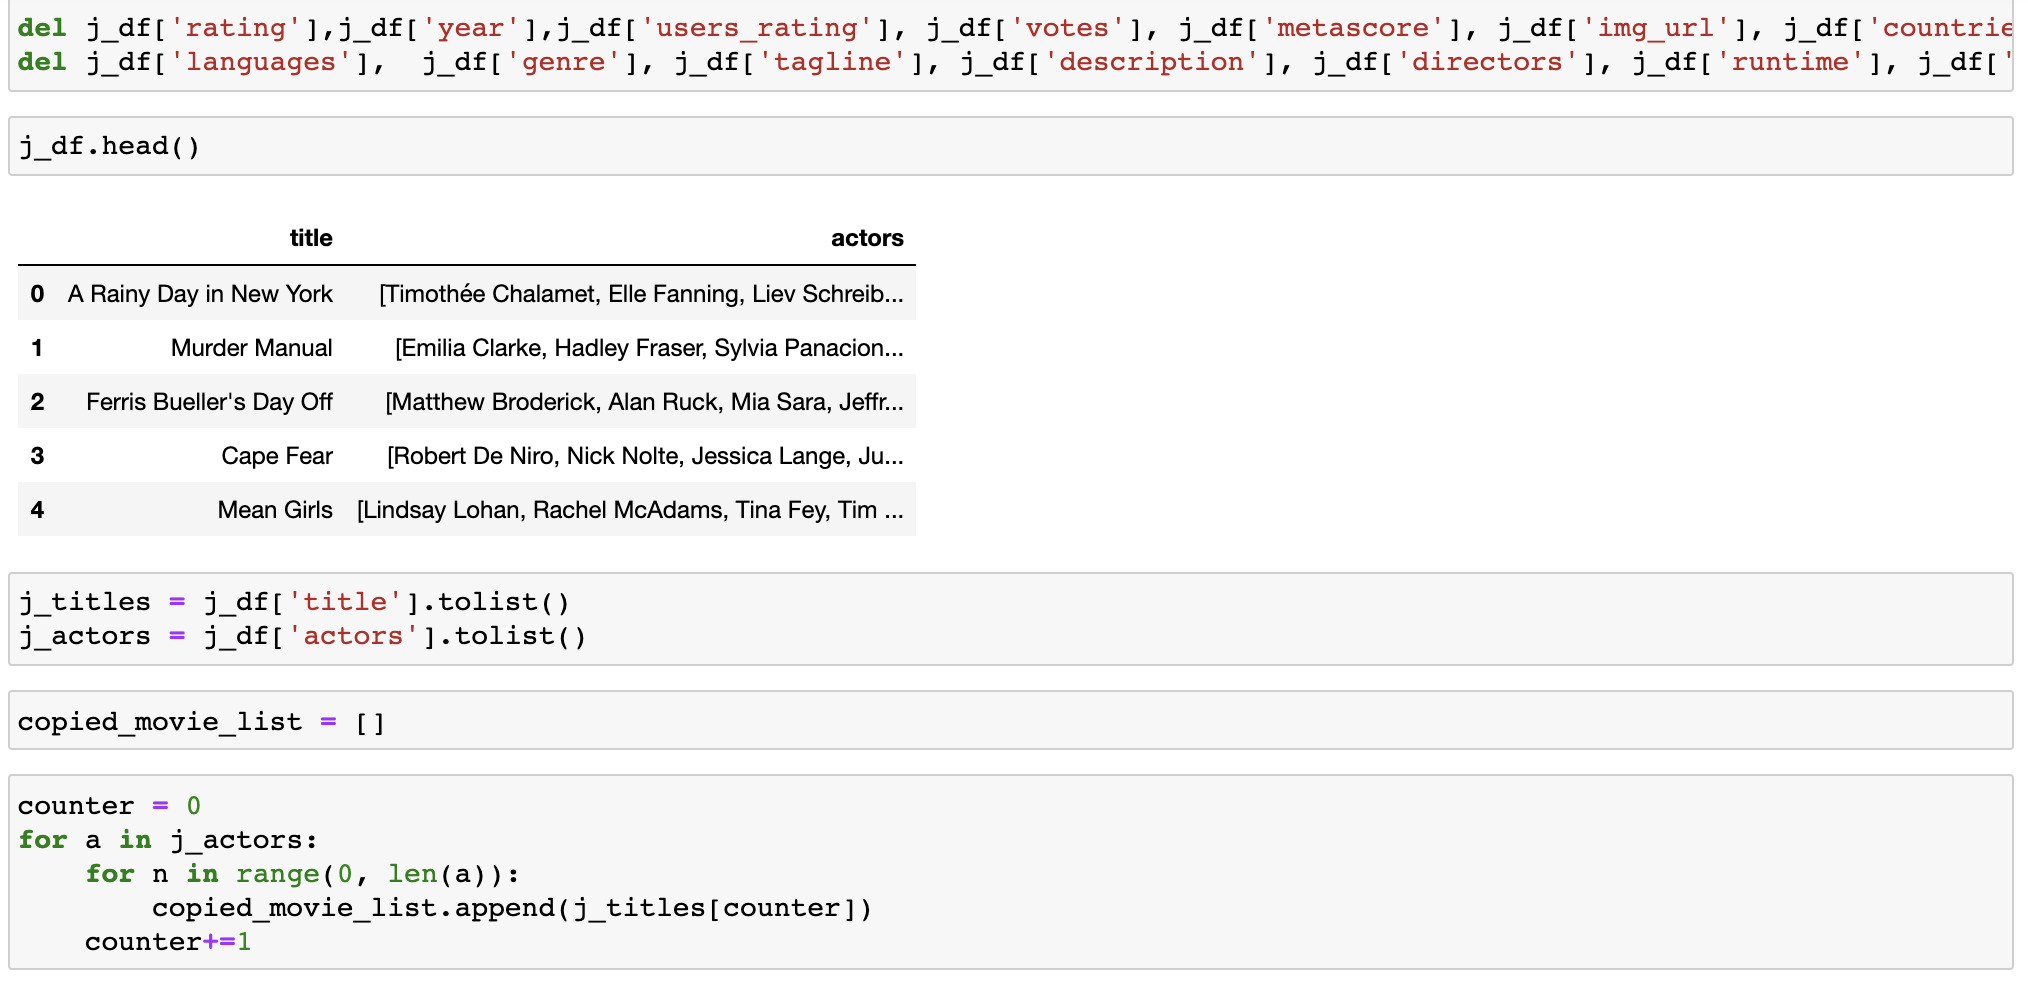 del j_df['rating'],j_df['year'],j_df['users_rating'], j_df['votes'], j_df['metascore'], j_df['img_url'], j_df['countrie
del j_df['languages'],  j_df['genre'], j_df['tagline'], j_df['description'], j_df['directors'], j_df['runtime'], j_df['
j_df.head()
title actors
0 A Rainy Day in New York [Timothée Chalamet, Elle Fanning, Liev Schreib...
1 Murder Manual [Emilia Clarke, Hadley Fraser, Sylvia Panacion...
2 Ferris Bueller's Day Off [Matthew Broderick, Alan Ruck, Mia Sara, Jeffr...
3 Cape Fear [Robert De Niro, Nick Nolte, Jessica Lange, Ju...
4 Mean Girls [Lindsay Lohan, Rachel McAdams, Tina Fey, Tim ...
j_titles = j_df['title'].tolist()
j_actors = j_df['actors'].tolist()
copied_movie_list = []
counter = 0
for a in j_actors:
    for n in range(0, len(a)):
        copied_movie_list.append(j_titles[counter])
    counter+=1